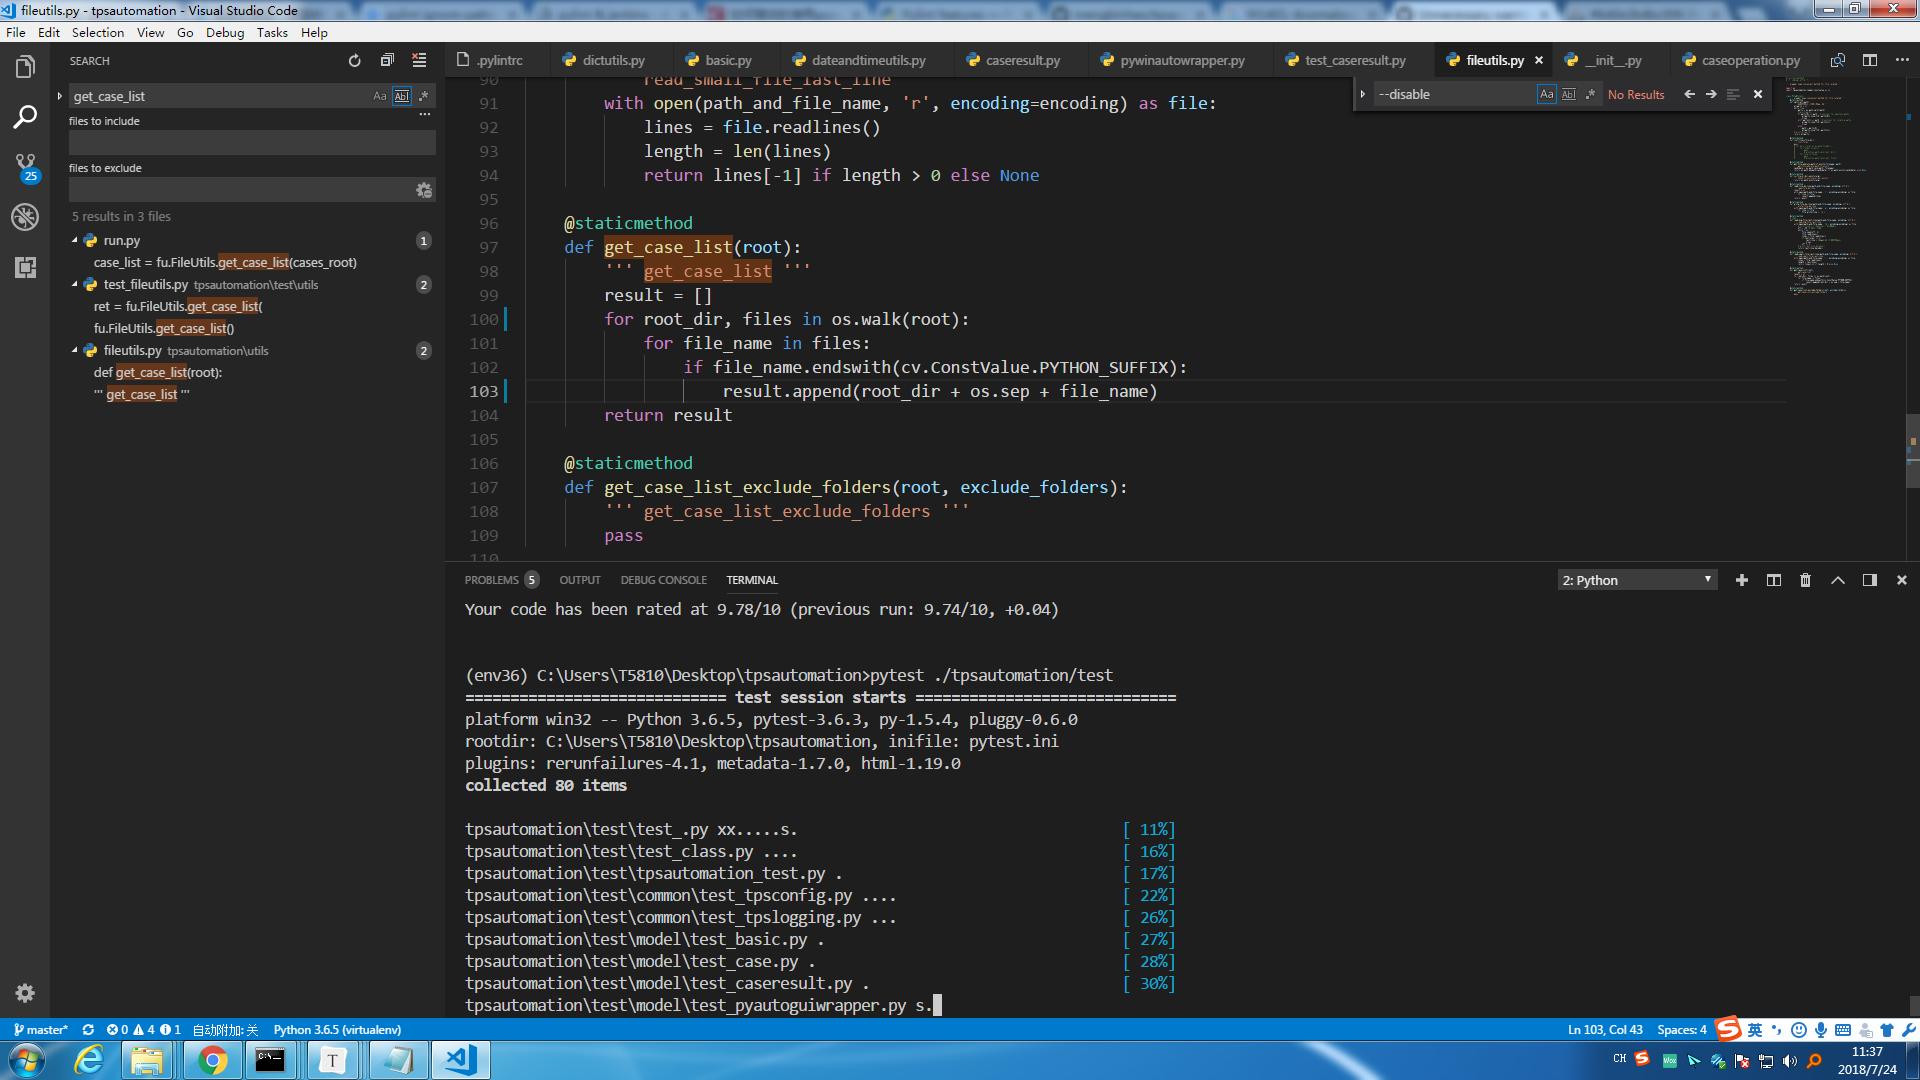 fileutils.py - tpsautomation - Visual Studio Code
File Edit Selection View Go Debug Tasks Help
SEARCH
get_case_list
Aa Abl .*
files to include
...
files to exclude
5 results in 3 files
run.py 1
case_list = fu.FileUtils.get_case_list(cases_root)
test_fileutils.py tpsautomation\test\utils 2
ret = fu.FileUtils.get_case_list(
fu.FileUtils.get_case_list()
fileutils.py tpsautomation\utils 2
def get_case_list(root):
''' get_case_list '''
25
.pylintrc dictutils.py basic.py dateandtimeutils.py caseresult.py pywinautowrapper.py test_caseresult.py fileutils.py __init__.py caseoperation.py
--disable Aa Abl .* No Results
90 read_small_file_last_line
91 with open(path_and_file_name, 'r', encoding=encoding) as file:
92 lines = file.readlines()
93 length = len(lines)
94 return lines[-1] if length > 0 else None
95
96 @staticmethod
97 def get_case_list(root):
98 ''' get_case_list '''
99 result = []
100 for root_dir, files in os.walk(root):
101 for file_name in files:
102 if file_name.endswith(cv.ConstValue.PYTHON_SUFFIX):
103 result.append(root_dir + os.sep + file_name)
104 return result
105
106 @staticmethod
107 def get_case_list_exclude_folders(root, exclude_folders):
108 ''' get_case_list_exclude_folders '''
109 pass
110
PROBLEMS 5 OUTPUT DEBUG CONSOLE TERMINAL 2: Python
Your code has been rated at 9.78/10 (previous run: 9.74/10, +0.04)
(env36) C:\Users\T5810\Desktop\tpsautomation>pytest ./tpsautomation/test
============================= test session starts =============================
platform win32 -- Python 3.6.5, pytest-3.6.3, py-1.5.4, pluggy-0.6.0
rootdir: C:\Users\T5810\Desktop\tpsautomation, inifile: pytest.ini
plugins: rerunfailures-4.1, metadata-1.7.0, html-1.19.0
collected 80 items
tpsautomation\test\test_.py xx.....s. [ 11%]
tpsautomation\test\test_class.py .... [ 16%]
tpsautomation\test\tpsautomation_test.py . [ 17%]
tpsautomation\test\common\test_tpsconfig.py .... [ 22%]
tpsautomation\test\common\test_tpslogging.py ... [ 26%]
tpsautomation\test\model\test_basic.py . [ 27%]
tpsautomation\test\model\test_case.py . [ 28%]
tpsautomation\test\model\test_caseresult.py . [ 30%]
tpsautomation\test\model\test_pyautoguiwrapper.py s.
master* 0 4 1 自动附加: 关 Python 3.6.5 (virtualenv) Ln 103, Col 43 Spaces: 4 英
CH 11:37
2018/7/24